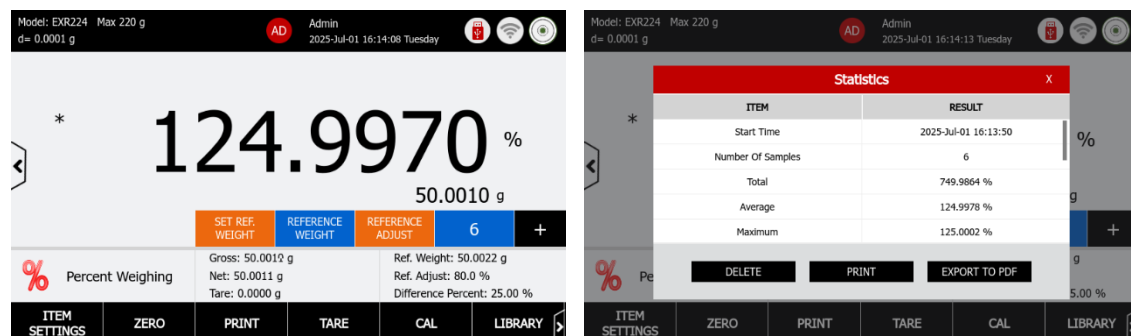 Model: EXR224 Max 220 g
d= 0.0001 g
AD
Admin
2025-Jul-01 16:14:08 Tuesday
*
124.9970 %
50.0010 g
SET REF. WEIGHT
REFERENCE WEIGHT
REFERENCE ADJUST
6
+
% Percent Weighing
Net: 50.0011 g
Tare: 0.0000 g
Ref. Weight: 50.0022 g
Ref. Adjust: 80.0 %
Difference Percent: 25.00 %
ITEM SETTINGS
ZERO
PRINT
TARE
CAL
LIBRARY
Model: EXR224 Max 220 g
d= 0.0001 g
AD
Admin
2025-Jul-01 16:14:13 Tuesday
Statistics X
ITEM RESULT
Start Time 2025-Jul-01 16:13:50
Number Of Samples 6
Total 749.9864 %
Average 124.9978 %
Maximum 125.0002 %
DELETE
PRINT
EXPORT TO PDF
*
%
g
+
% Pe
g
5.00 %
ITEM SETTINGS
ZERO
PRINT
TARE
CAL
LIBRARY